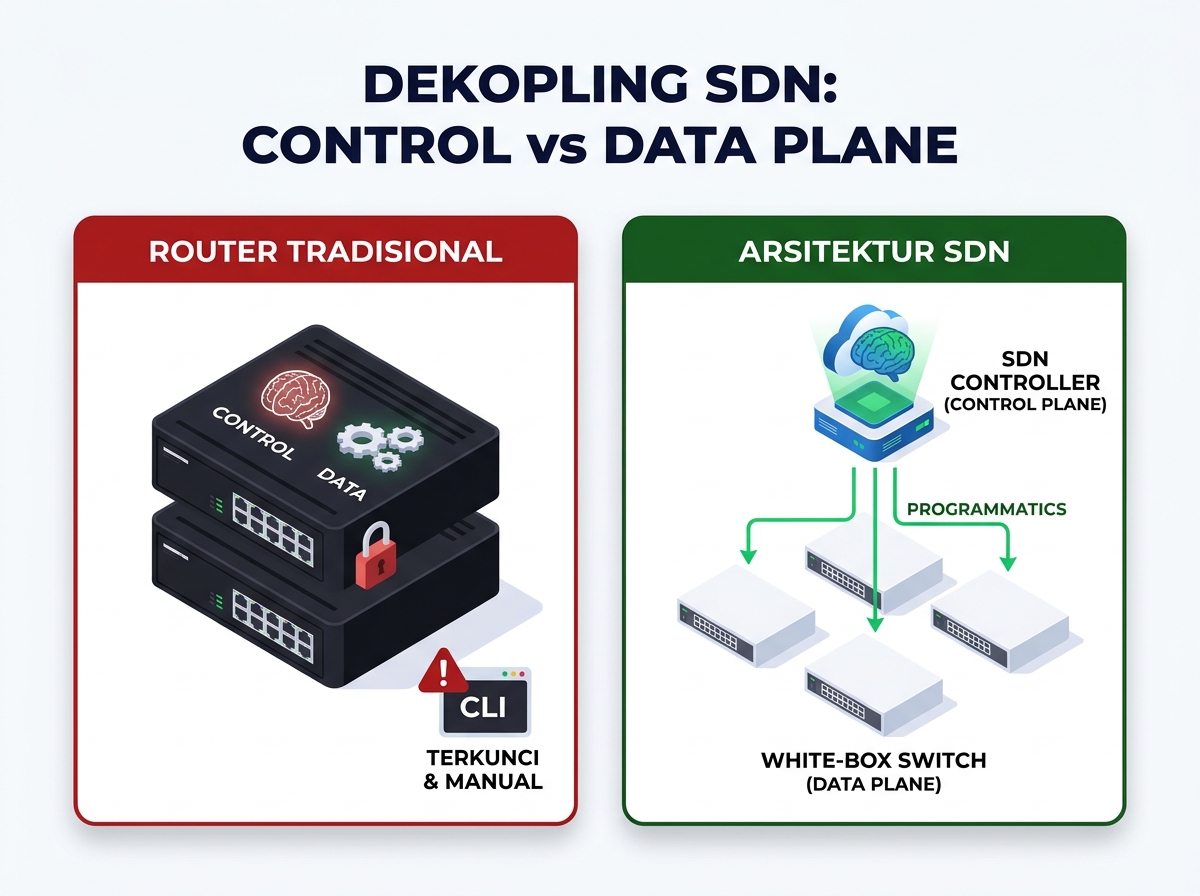 DEKOPLING SDN:
CONTROL vs DATA PLANE
ROUTER TRADISIONAL
CONTROL
DATA
CLI
TERKUNCI
& MANUAL
ARSITEKTUR SDN
SDN
CONTROLLER
(CONTROL PLANE)
PROGRAMMATICS
WHITE-BOX SWITCH
(DATA PLANE)